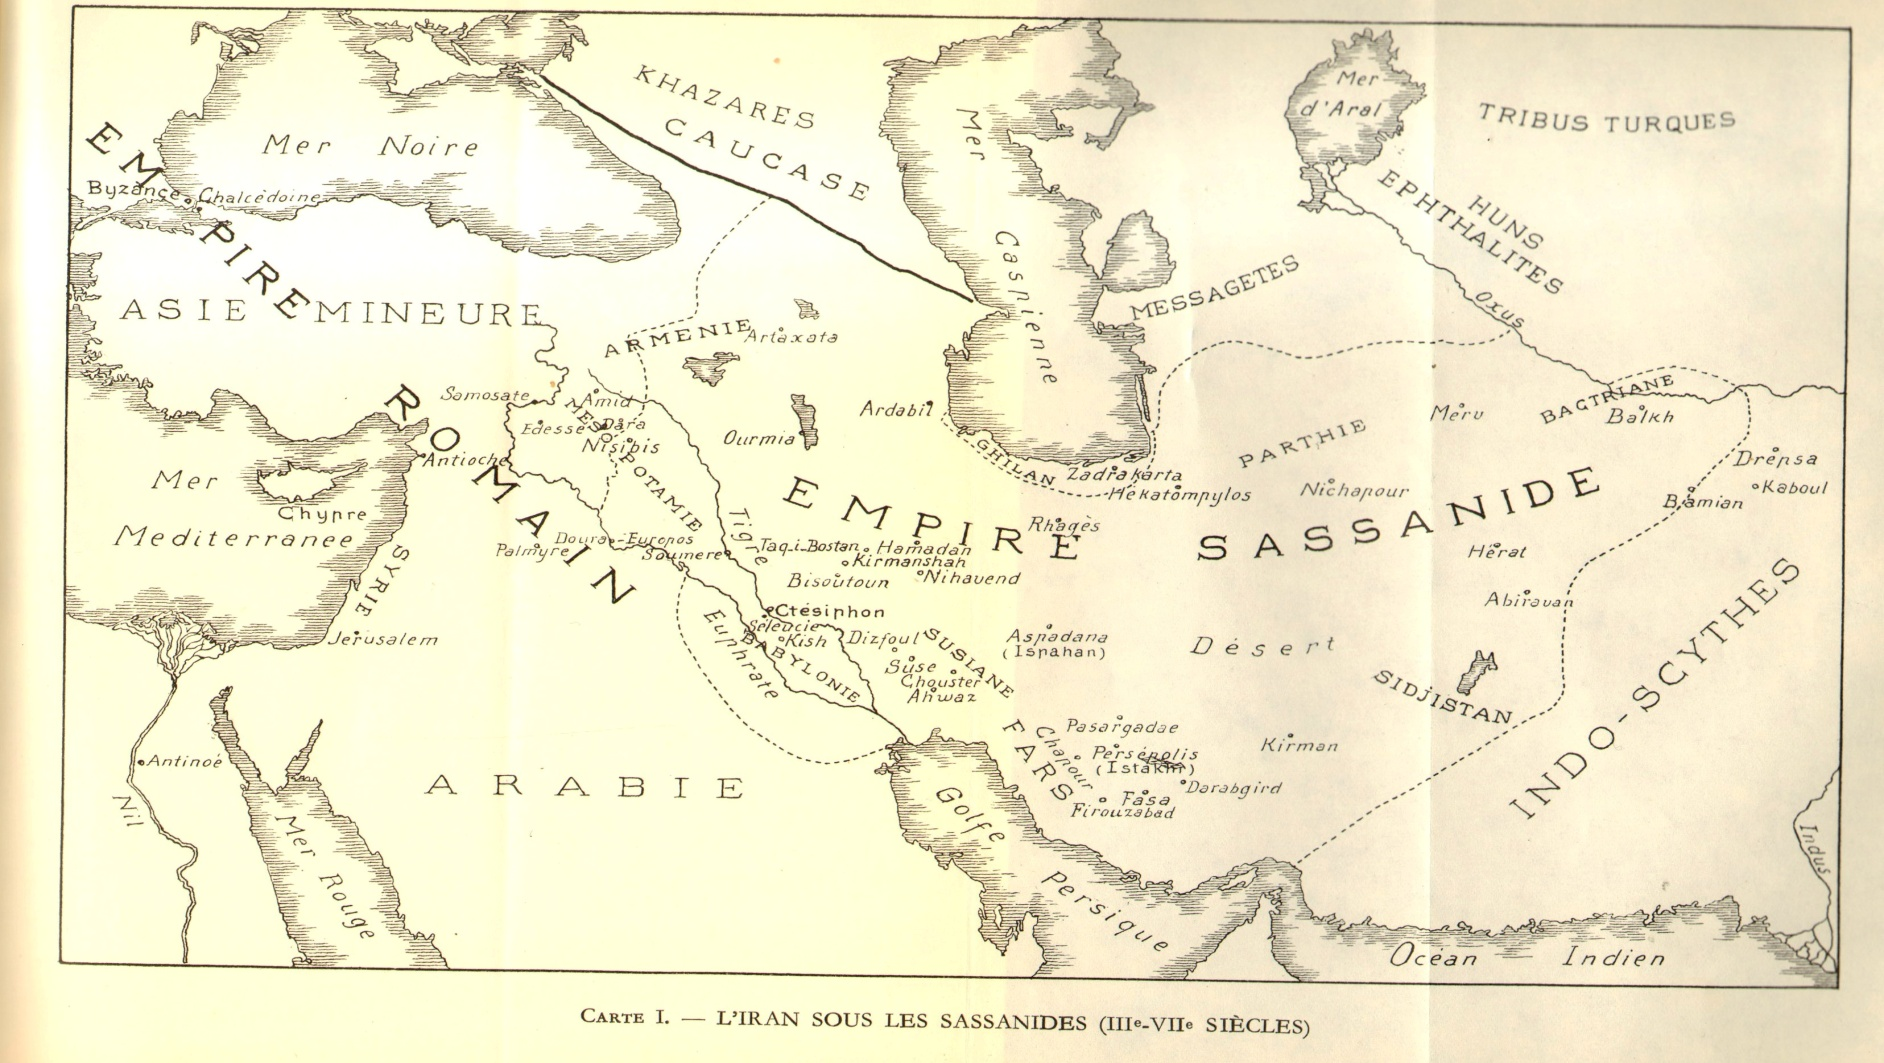 KHAZARES
CAUCASE
Mer Noire
Mer Caspienne
Mer
d'Aral
TRIBUS TURQUES
HUNS
EPHTHALITES
MESSAGETES
Oxus
EMPIRE ROMAIN
Byzance
Chalcédoine
ASIE MINEURE
ARMENIE
Artaxata
Samosate
Amid
Edesse
Dara
Nisibis
MESOPOTAMIE
Antioche
Ourmia
Ardabil
GHILAN
Zadrakarta
Hékatompylos
PARTHIE
Merv
BACTRIANE
Balkh
Nichapour
Drepsa
Kaboul
Bamian
EMPIRE SASSANIDE
Rhagès
Herat
Abiravan
Mer
Mediterranee
Chypre
SYRIE
Palmyre
Doura-Europos
Soumere
Tigre
Taq-i-Bostan
Hamadan
Kirmanshah
Bisoutoun
Nihavend
Ctésiphon
Séleucie
Kish
BABYLONIE
Euphrate
Dizfoul
SUSIANE
Suse
Chouster
Ahwaz
Aspadana
(Ispahan)
Désert
SIDJISTAN
INDO-SCYTHES
Jérusalem
Antinoé
Nil
Mer Rouge
ARABIE
FARS
Chapour
Pasargadae
Persépolis
(Istakhr)
Darabgird
Fasa
Firouzabad
Kirman
Golfe Persique
Océan Indien
Indus
CARTE I. — L'IRAN SOUS LES SASSANIDES (IIIe-VIIe SIÈCLES)